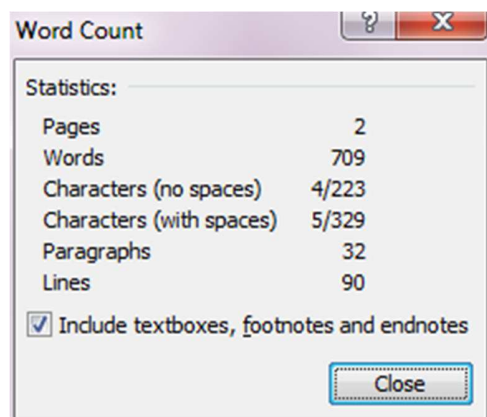 Word Count
Statistics:
Pages 2
Words 709
Characters (no spaces) 4/223
Characters (with spaces) 5/329
Paragraphs 32
Lines 90
Include textboxes, footnotes and endnotes
Close